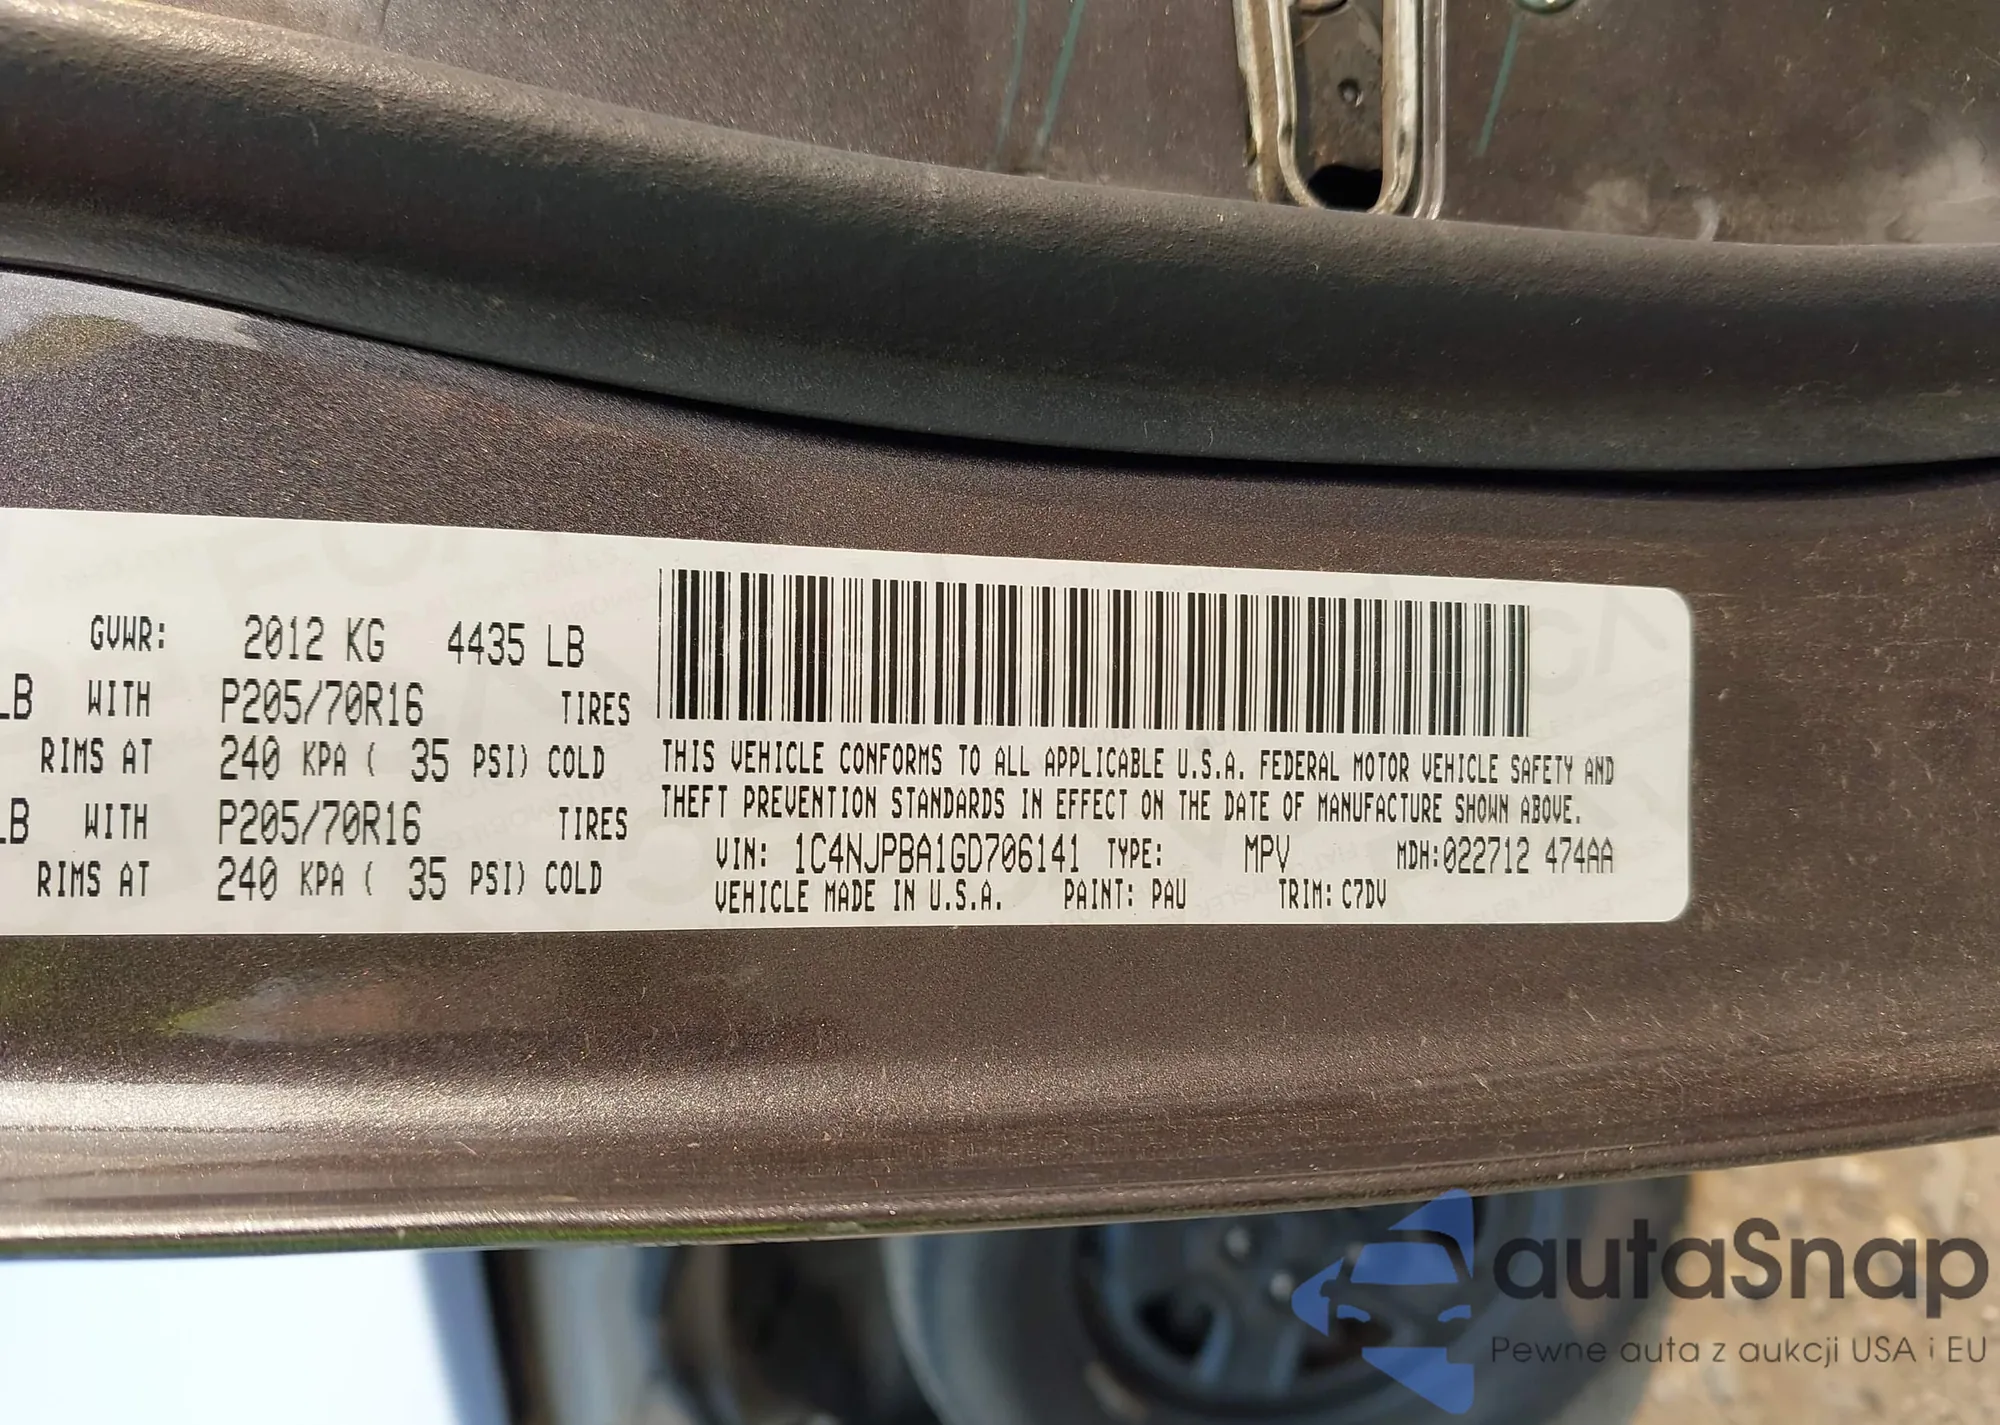 GVWR: 2012 KG 4435 LB
LB WITH P205/70R16 TIRES
RIMS AT 240 KPA ( 35 PSI) COLD
LB WITH P205/70R16 TIRES
RIMS AT 240 KPA ( 35 PSI) COLD
THIS VEHICLE CONFORMS TO ALL APPLICABLE U.S.A. FEDERAL MOTOR VEHICLE SAFETY AND
THEFT PREVENTION STANDARDS IN EFFECT ON THE DATE OF MANUFACTURE SHOWN ABOVE.
VIN: 1C4NJPBA1GD706141 TYPE: MPV MDH:022712 474AA
VEHICLE MADE IN U.S.A. PAINT: PAU TRIM: C7DV
autaSnap
Pewne auta z aukcji USA i EU